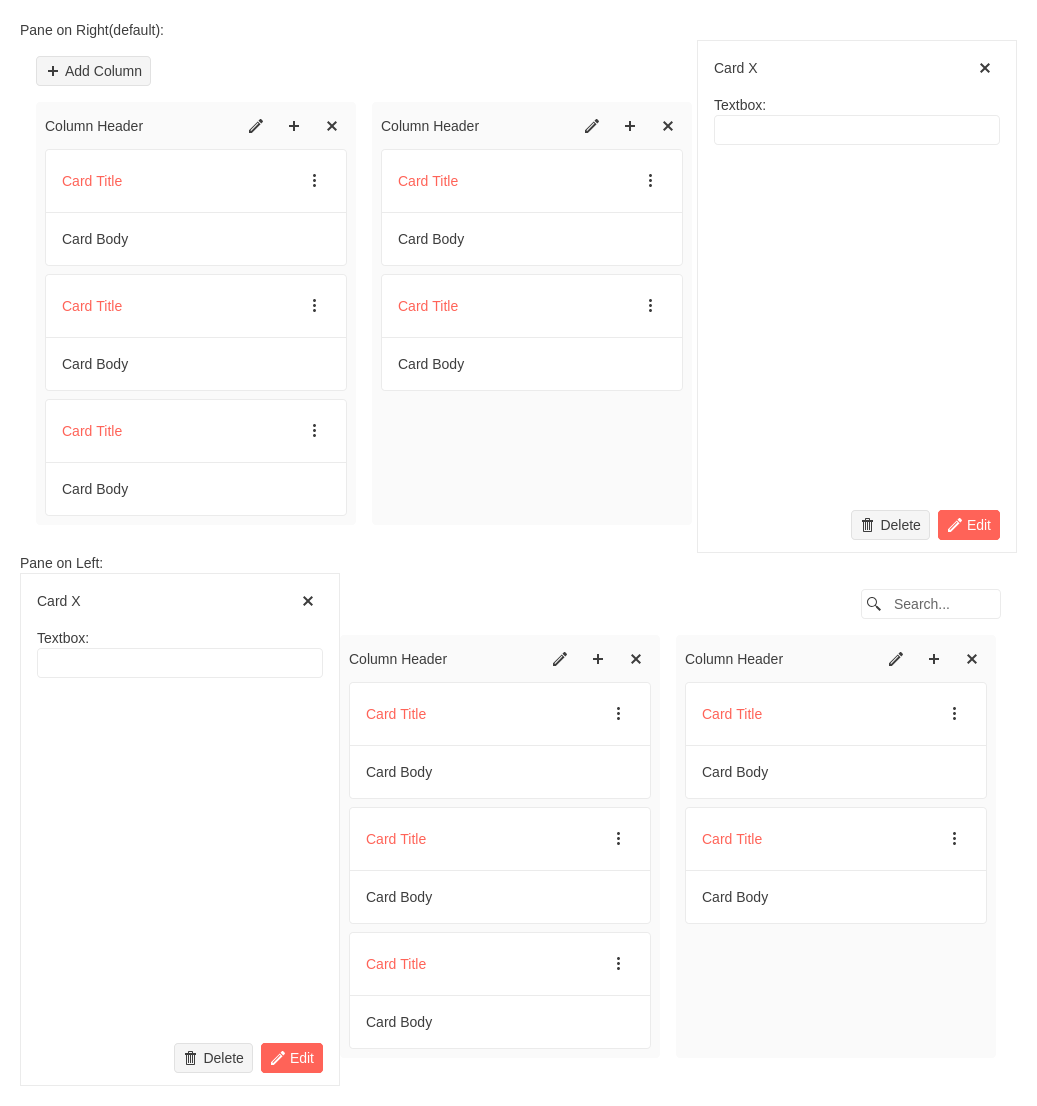 Pane on Right(default):
Add Column
Column Header
Card Title
Card Body
Card Title
Card Body
Card Title
Card Body
Column Header
Card Title
Card Body
Card Title
Card Body
Card X
Textbox:
Delete
Edit
Pane on Left:
Card X
Textbox:
Delete
Edit
Search...
Column Header
Card Title
Card Body
Card Title
Card Body
Card Title
Card Body
Column Header
Card Title
Card Body
Card Title
Card Body